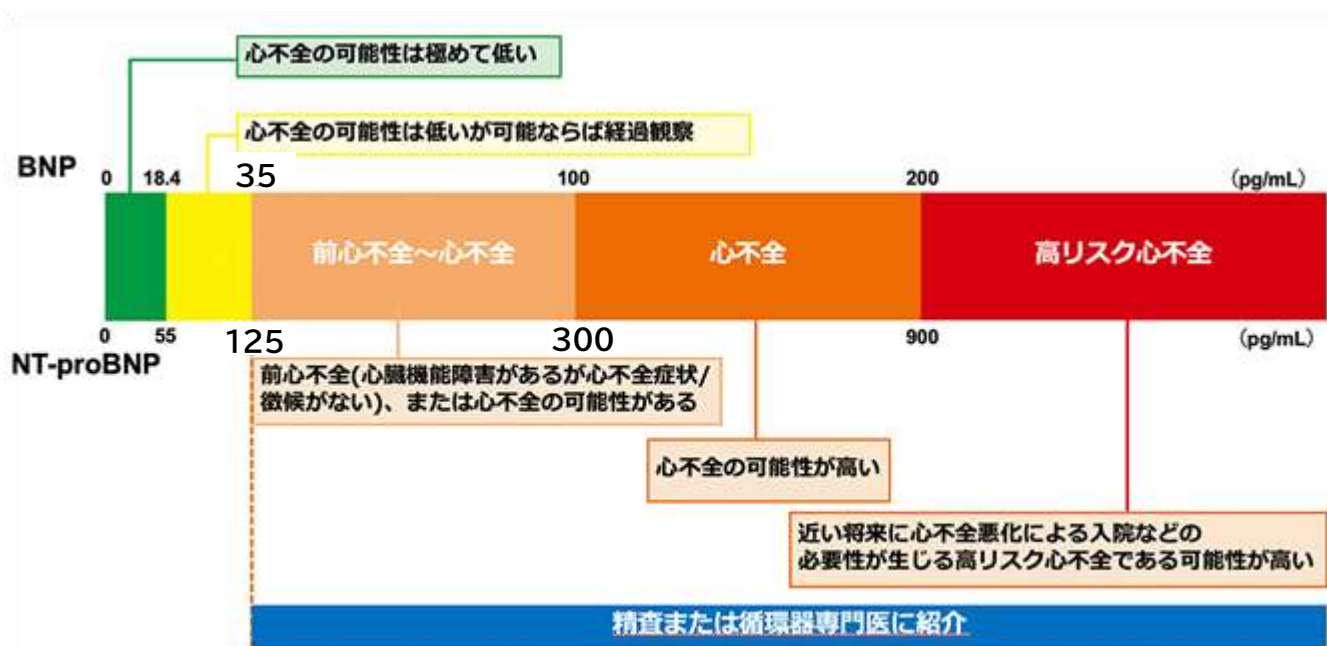 心不全の可能性は極めて低い
心不全の可能性は低いが可能ならば経過観察
BNP 0 18.4 35 100 200 (pg/mL)
前心不全~心不全 心不全 高リスク心不全
0 55 125 300 900 (pg/mL)
NT-proBNP
前心不全(心臓機能障害があるが心不全症状/
徴候がない)、または心不全の可能性がある
心不全の可能性が高い
近い将来に心不全悪化による入院などの
必要性が生じる高リスク心不全である可能性が高い
精査または循環器専門医に紹介